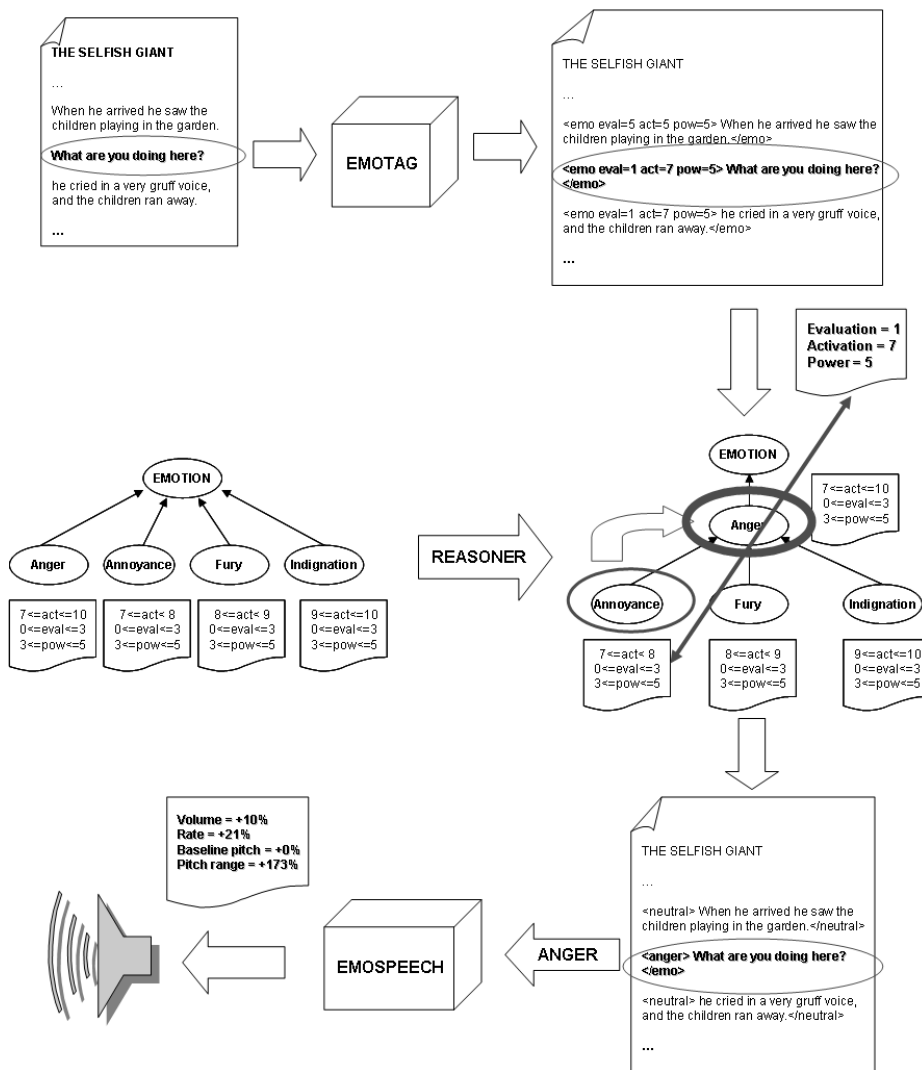 THE SELFISH GIANT
...
When he arrived he saw the
children playing in the garden.
What are you doing here?
he cried in a very gruff voice,
and the children ran away.
...
EMOTAG
THE SELFISH GIANT
...
<emo eval=5 act=5 pow=5> When he arrived he saw the
children playing in the garden.</emo>
<emo eval=1 act=7 pow=5> What are you doing here?
</emo>
<emo eval=1 act=7 pow=5> he cried in a very gruff voice,
and the children ran away.</emo>
...
Evaluation = 1
Activation = 7
Power = 5
EMOTION
Anger
Annoyance
Fury
Indignation
7<=act<=10
0<=eval<=3
3<=pow<=5
7<=act< 8
0<=eval<=3
3<=pow<=5
8<=act< 9
0<=eval<=3
3<=pow<=5
9<=act<=10
0<=eval<=3
3<=pow<=5
REASONER
EMOTION
Anger
7<=act<=10
0<=eval<=3
3<=pow<=5
Annoyance
Fury
Indignation
7<=act< 8
0<=eval<=3
3<=pow<=5
8<=act< 9
0<=eval<=3
3<=pow<=5
9<=act<=10
0<=eval<=3
3<=pow<=5
THE SELFISH GIANT
...
<neutral> When he arrived he saw the
children playing in the garden.</neutral>
<anger> What are you doing here?
</emo>
<neutral> he cried in a very gruff voice,
and the children ran away.</neutral>
...
ANGER
EMOSPEECH
Volume = +10%
Rate = +21%
Baseline pitch = +0%
Pitch range = +173%